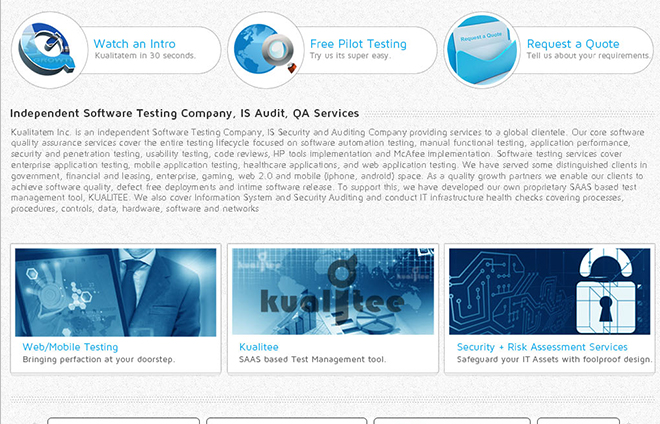 Watch an Intro
Kualitatem in 30 seconds.
Free Pilot Testing
Try us its super easy.
Request a Quote
Request a Quote
Tell us about your requirements.
Independent Software Testing Company, IS Audit, QA Services
Kualitatem Inc. is an independent Software Testing Company, IS Security and Auditing Company providing services to a global clientele. Our core software
quality assurance services cover the entire testing lifecycle focused on software automation testing, manual functional testing, application performance,
security and penetration testing, usability testing, code reviews, HP tools implementation and McAfee implementation. Software testing services cover
enterprise application testing, mobile application testing, healthcare applications, and web application testing. We have served some distinguished clients in
government, financial and leasing, enterprise, gaming, web 2.0 and mobile (iphone, android) space. As a quality growth partners we enable our clients to
achieve software quality, defect free deployments and intime software release. To support this, we have developed our own proprietary SAAS based test
management tool, KUALITEE. We also cover Information System and Security Auditing and conduct IT infrastructure health checks covering processes,
procedures, controls, data, hardware, software and networks
kualitee
kualitee
Web/Mobile Testing
Bringing perfaction at your doorstep.
Kualitee
SAAS based Test Management tool.
Security + Risk Assessment Services
Safeguard your IT Assets with foolproof design.